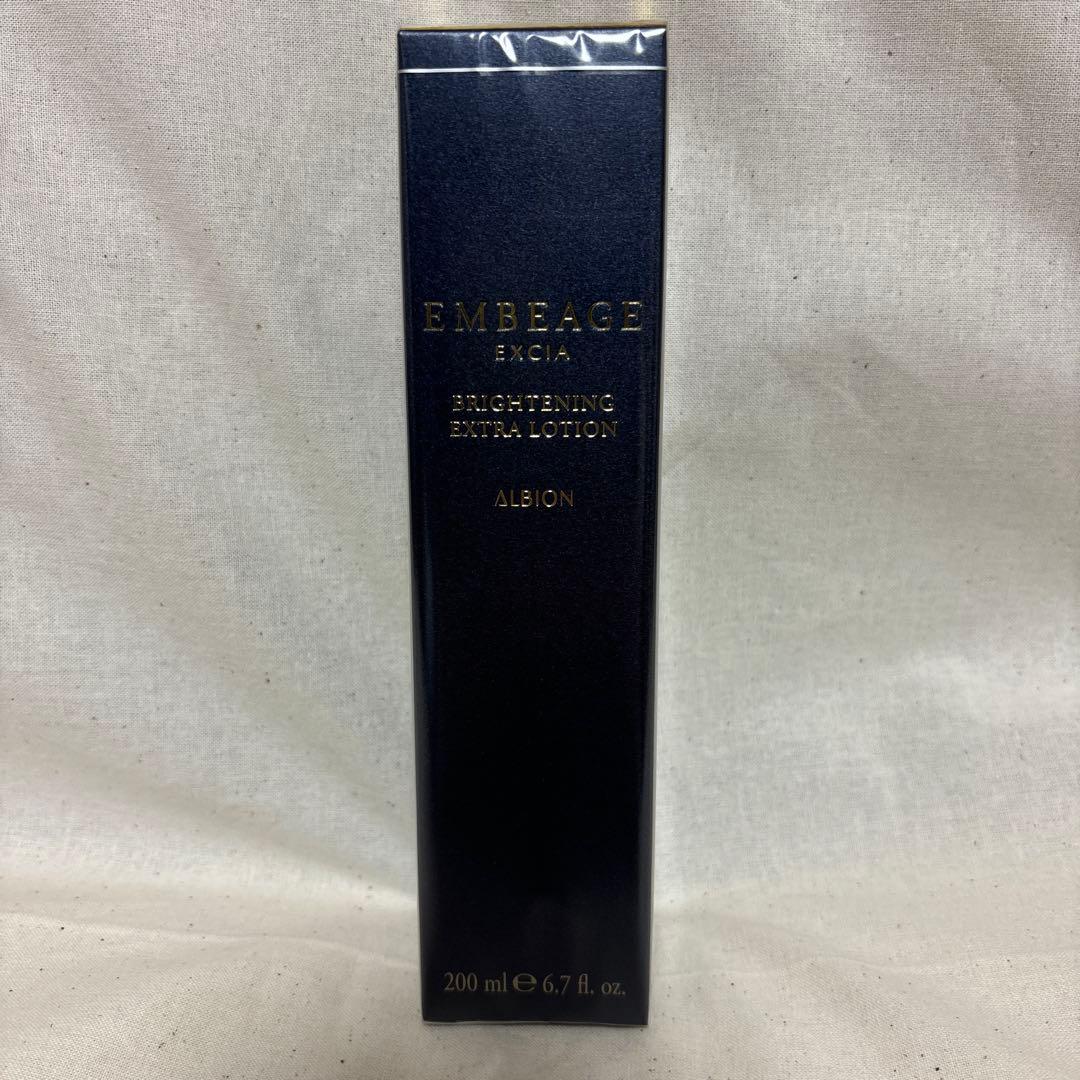 EMBEAGE
EXCIA
BRIGHTENING
EXTRA LOTION
ALBION
200 ml ℮ 6.7 fl. oz.